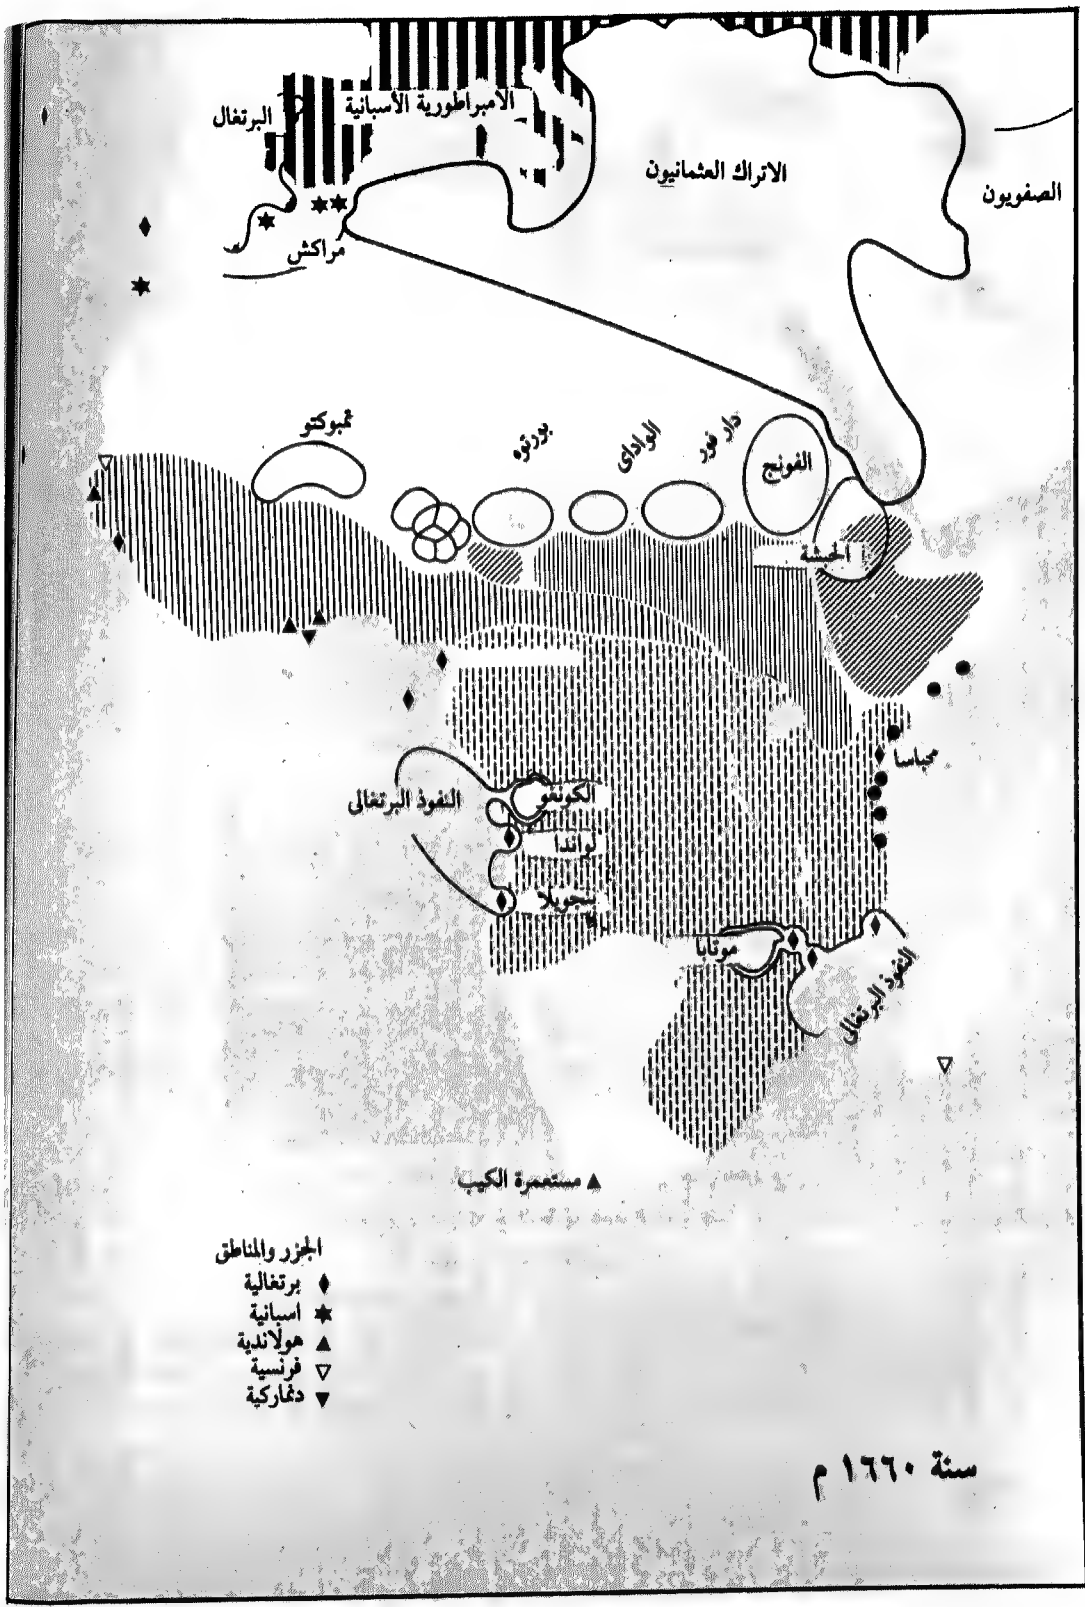 الامبراطورية الأسبانية
البرتغال
الاتراك العثمانيون
الصفويون
مراكش
تمبوكتو
بورنوه
الواداى
دار فور
الفونج
الحبشة
ممباسا
الكونغو
النفوذ البرتغالى
لواندا
بنجويلا
موتابا
النفوذ البرتغالى
مستعمرة الكيب
الجزر والمناطق
برتغالية
اسبانية
هولاندية
فرنسية
دنماركية
سنة ١٦٦٠ م